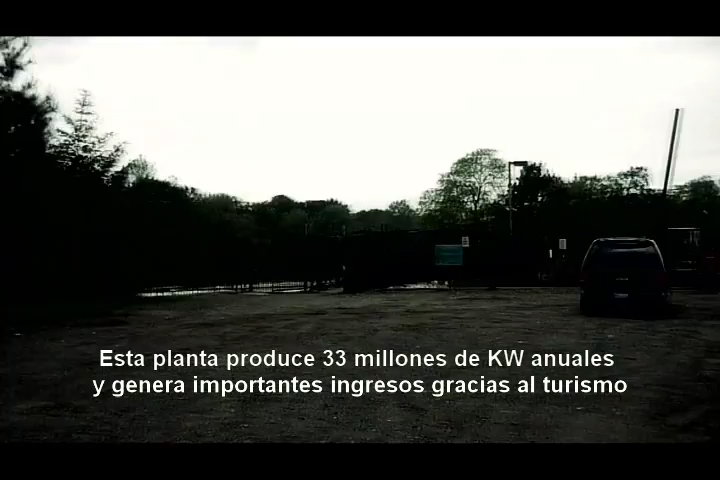 Esta planta produce 33 millones de KW anuales
y genera importantes ingresos gracias al turismo